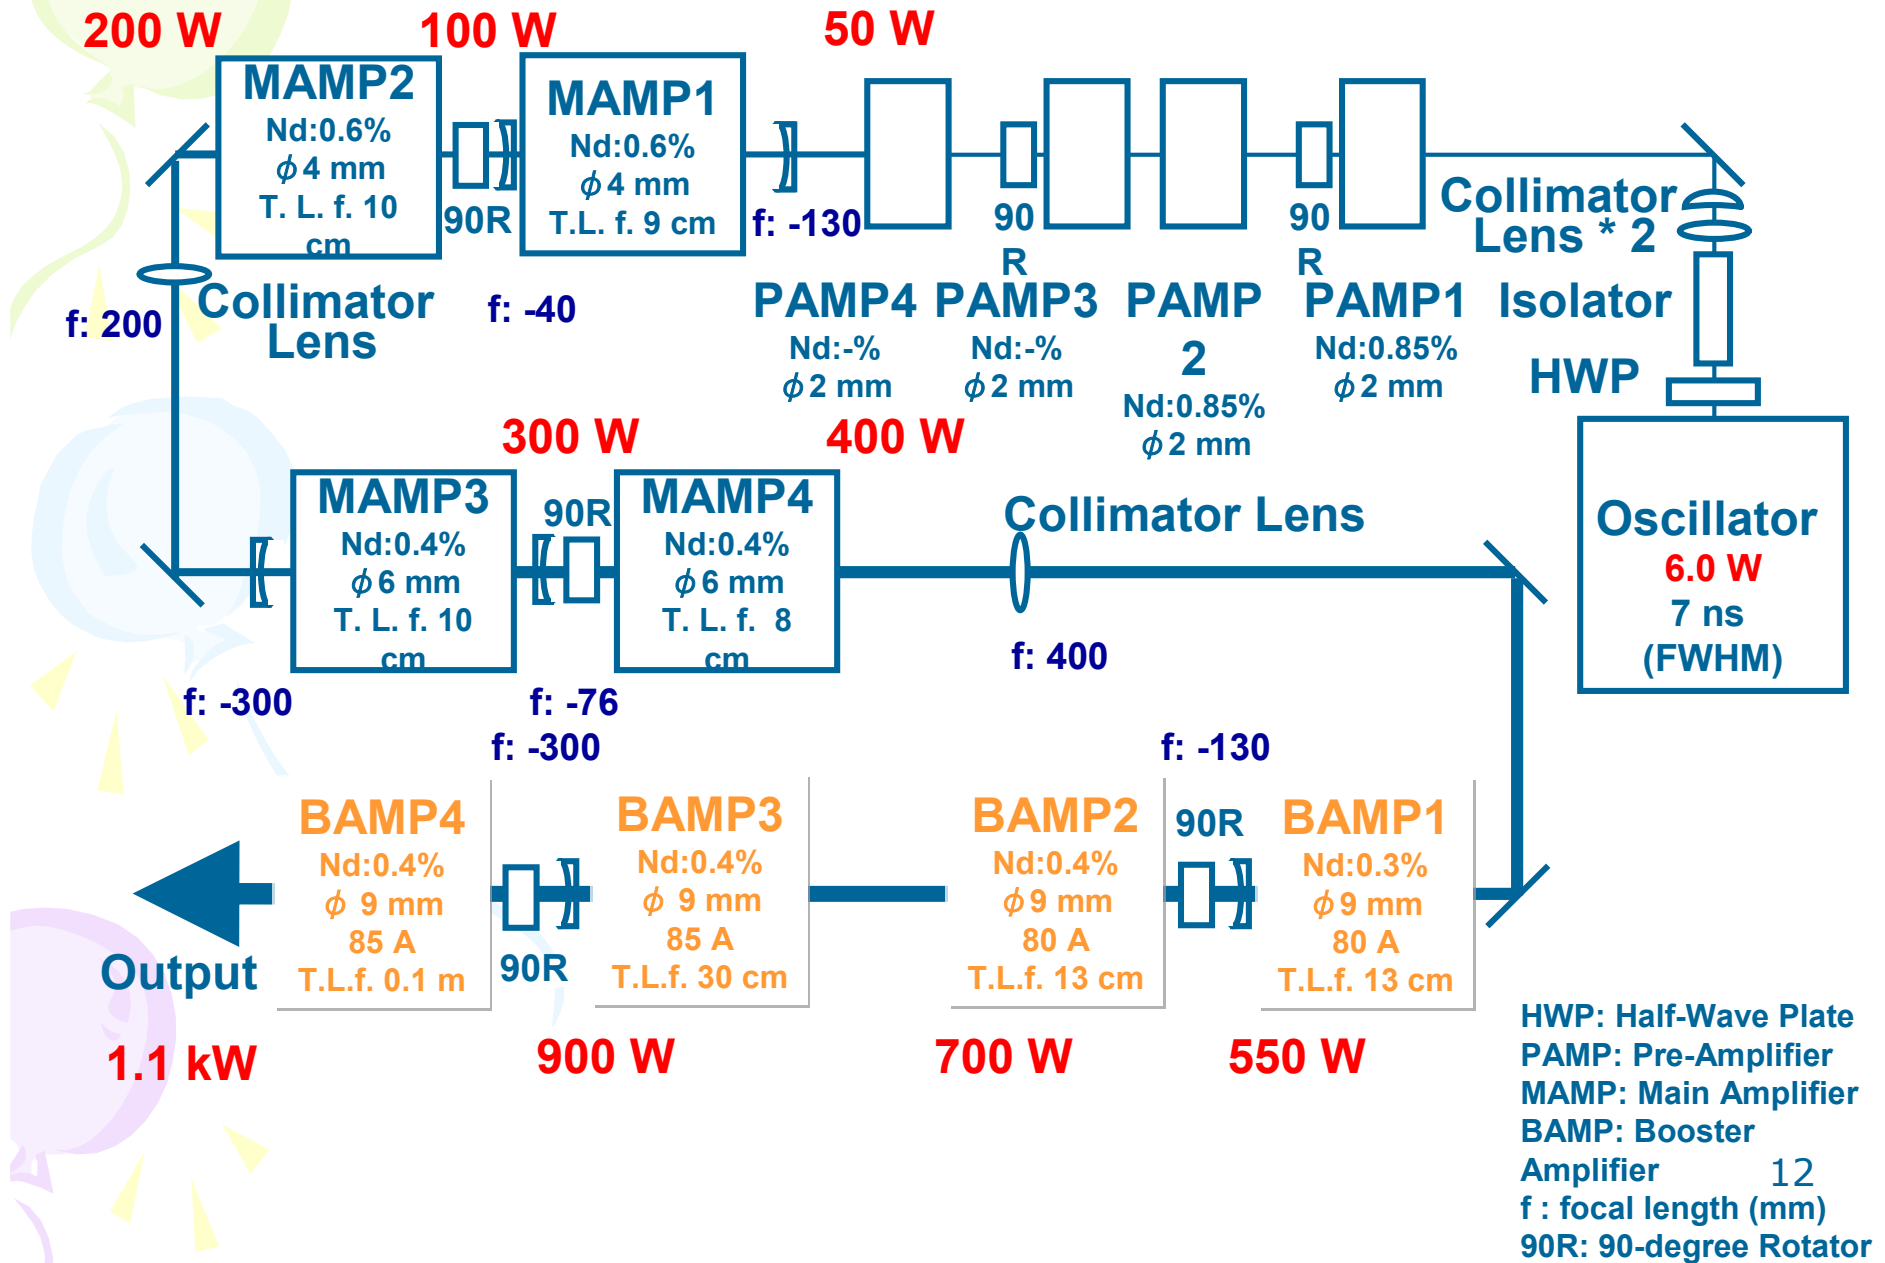 200 W
100 W
50 W
MAMP2
Nd:0.6%
ϕ4 mm
T. L. f. 10
cm
90R
MAMP1
Nd:0.6%
ϕ4 mm
T.L. f. 9 cm
f: -130
90
R
90
R
Collimator
Lens * 2
f: 200
Collimator
Lens
f: -40
PAMP4
Nd:-%
ϕ2 mm
PAMP3
Nd:-%
ϕ2 mm
PAMP
2
Nd:0.85%
ϕ2 mm
PAMP1
Nd:0.85%
ϕ2 mm
Isolator
HWP
Oscillator
6.0 W
7 ns
(FWHM)
300 W
400 W
MAMP3
Nd:0.4%
ϕ6 mm
T. L. f. 10
cm
90R
MAMP4
Nd:0.4%
ϕ6 mm
T. L. f. 8
cm
Collimator Lens
f: 400
f: -300
f: -76
f: -300
f: -130
BAMP4
Nd:0.4%
ϕ 9 mm
85 A
T.L.f. 0.1 m
90R
BAMP3
Nd:0.4%
ϕ 9 mm
85 A
T.L.f. 30 cm
BAMP2
Nd:0.4%
ϕ9 mm
80 A
T.L.f. 13 cm
90R
BAMP1
Nd:0.3%
ϕ9 mm
80 A
T.L.f. 13 cm
Output
1.1 kW
900 W
700 W
550 W
HWP: Half-Wave Plate
PAMP: Pre-Amplifier
MAMP: Main Amplifier
BAMP: Booster
Amplifier
12
f : focal length (mm)
90R: 90-degree Rotator